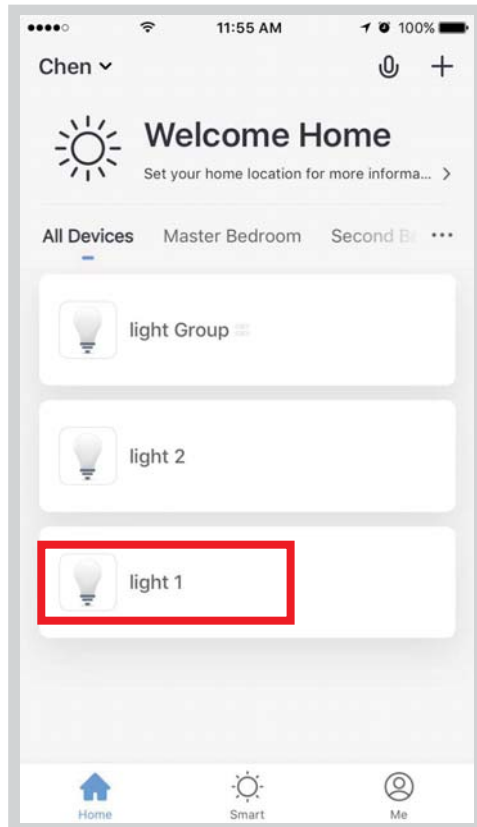 11:55 AM 100%
Chen
Welcome Home
Set your home location for more informa... >
All Devices Master Bedroom Second ...
light Group
light 2
light 1
Home Smart Me